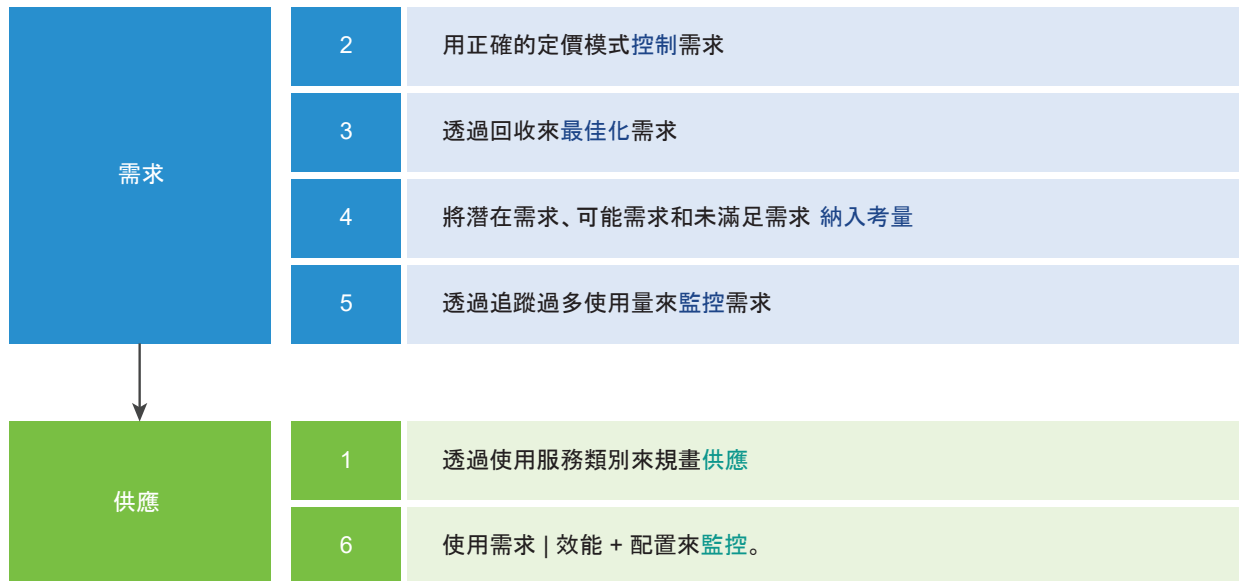 需求
2
用正確的定價模式控制需求
3
透過回收來最佳化需求
4
將潛在需求、可能需求和未滿足需求 納入考量
5
透過追蹤過多使用量來監控需求
供應
1
透過使用服務類別來規畫供應
6
使用需求 | 效能 + 配置來監控。